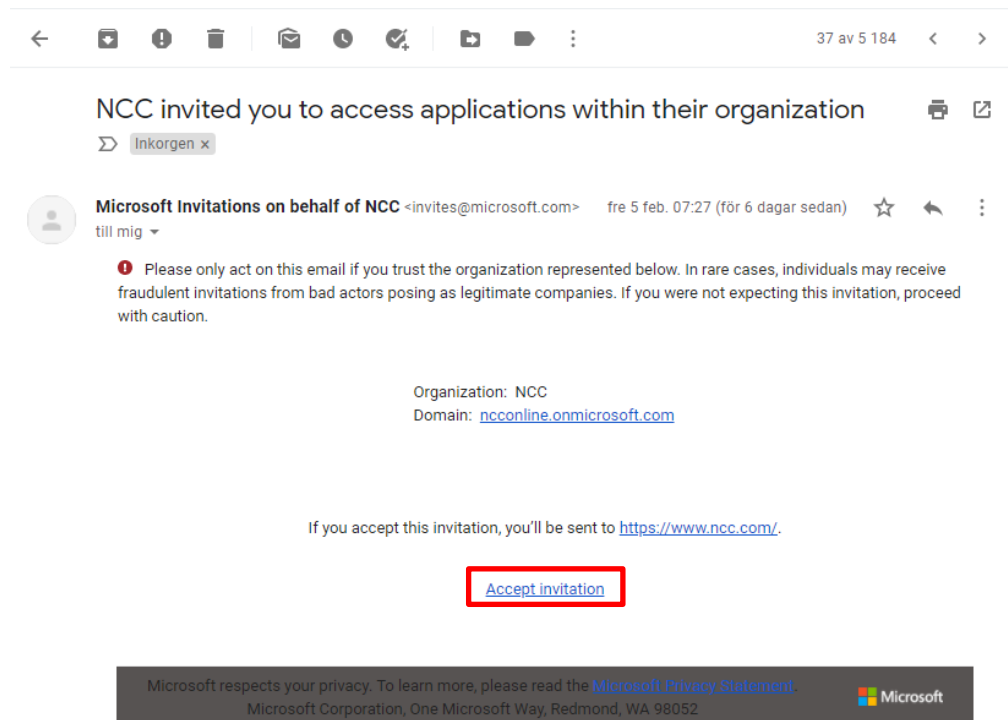 37 av 5 184
NCC invited you to access applications within their organization
Inkorgen x
Microsoft Invitations on behalf of NCC <invites@microsoft.com> fre 5 feb. 07:27 (för 6 dagar sedan)
till mig
Please only act on this email if you trust the organization represented below. In rare cases, individuals may receive
fraudulent invitations from bad actors posing as legitimate companies. If you were not expecting this invitation, proceed
with caution.
Organization: NCC
Domain: ncconline.onmicrosoft.com
If you accept this invitation, you'll be sent to https://www.ncc.com/.
Accept invitation
Microsoft respects your privacy. To learn more, please read the Microsoft Privacy Statement.
Microsoft Corporation, One Microsoft Way, Redmond, WA 98052
Microsoft